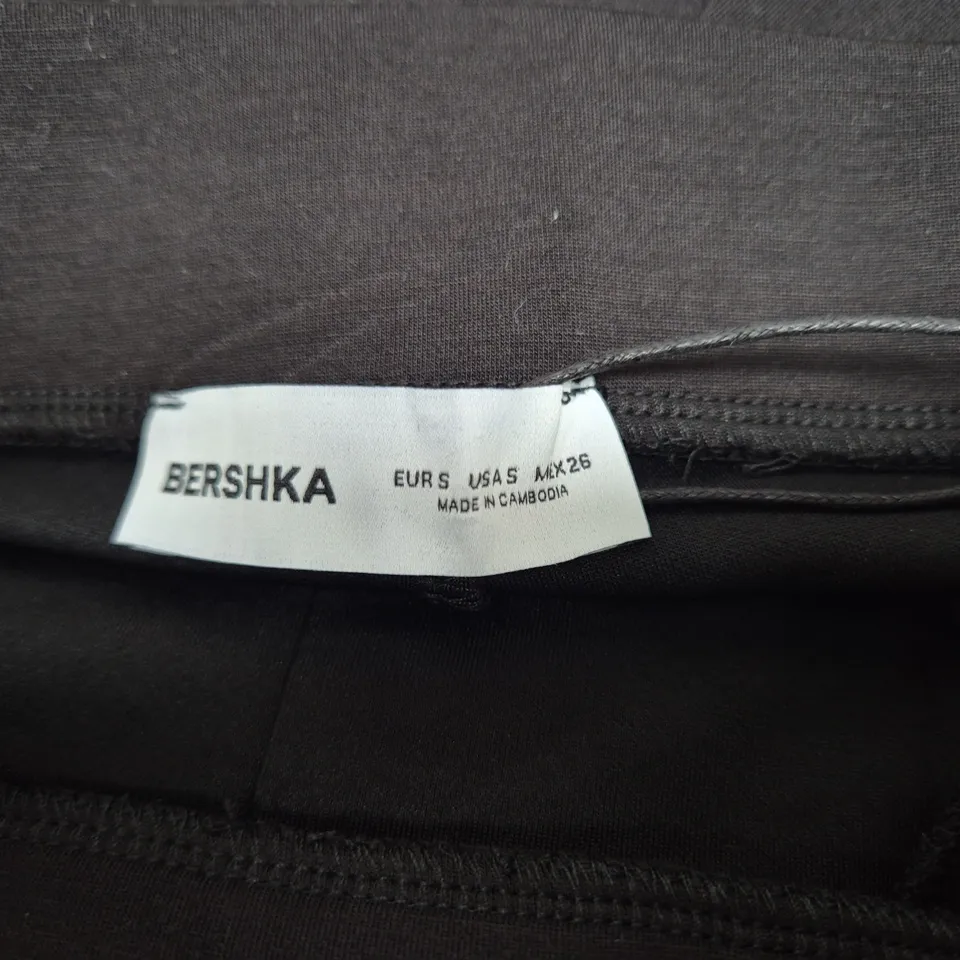 BERSHKA
EUR S USA S MEX 26
MADE IN CAMBODIA